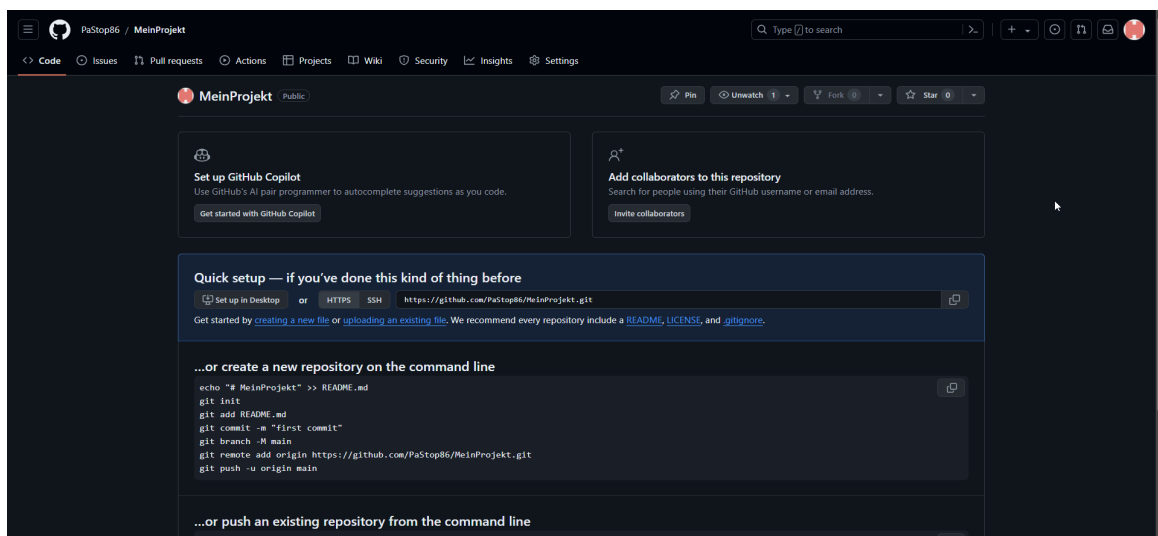 PaStop86 / MeinProjekt
Type / to search
Code Issues Pull requests Actions Projects Wiki Security Insights Settings
MeinProjekt Public
Pin Unwatch 1 Fork 0 Star 0
Set up GitHub Copilot
Use GitHub's AI pair programmer to autocomplete suggestions as you code.
Get started with GitHub Copilot
Add collaborators to this repository
Search for people using their GitHub username or email address.
Invite collaborators
Quick setup — if you've done this kind of thing before
Set up in Desktop or HTTPS SSH https://github.com/PaStop86/MeinProjekt.git
Get started by creating a new file or uploading an existing file. We recommend every repository include a README, LICENSE, and .gitignore.
...or create a new repository on the command line
echo "# MeinProjekt" >> README.md
git init
git add README.md
git commit -m "first commit"
git branch -M main
git remote add origin https://github.com/PaStop86/MeinProjekt.git
git push -u origin main
...or push an existing repository from the command line